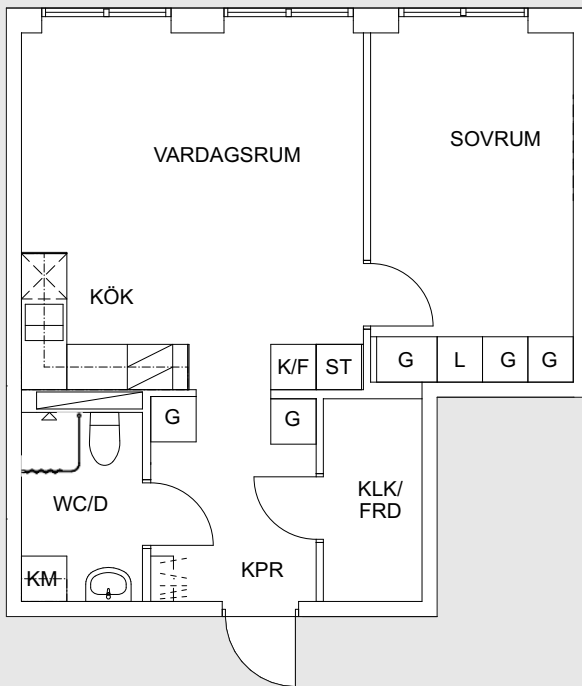 VARDAGSRUM
SOVRUM
KÖK
K/F
ST
G
L
G
G
G
G
WC/D
KLK/
FRD
KM
KPR